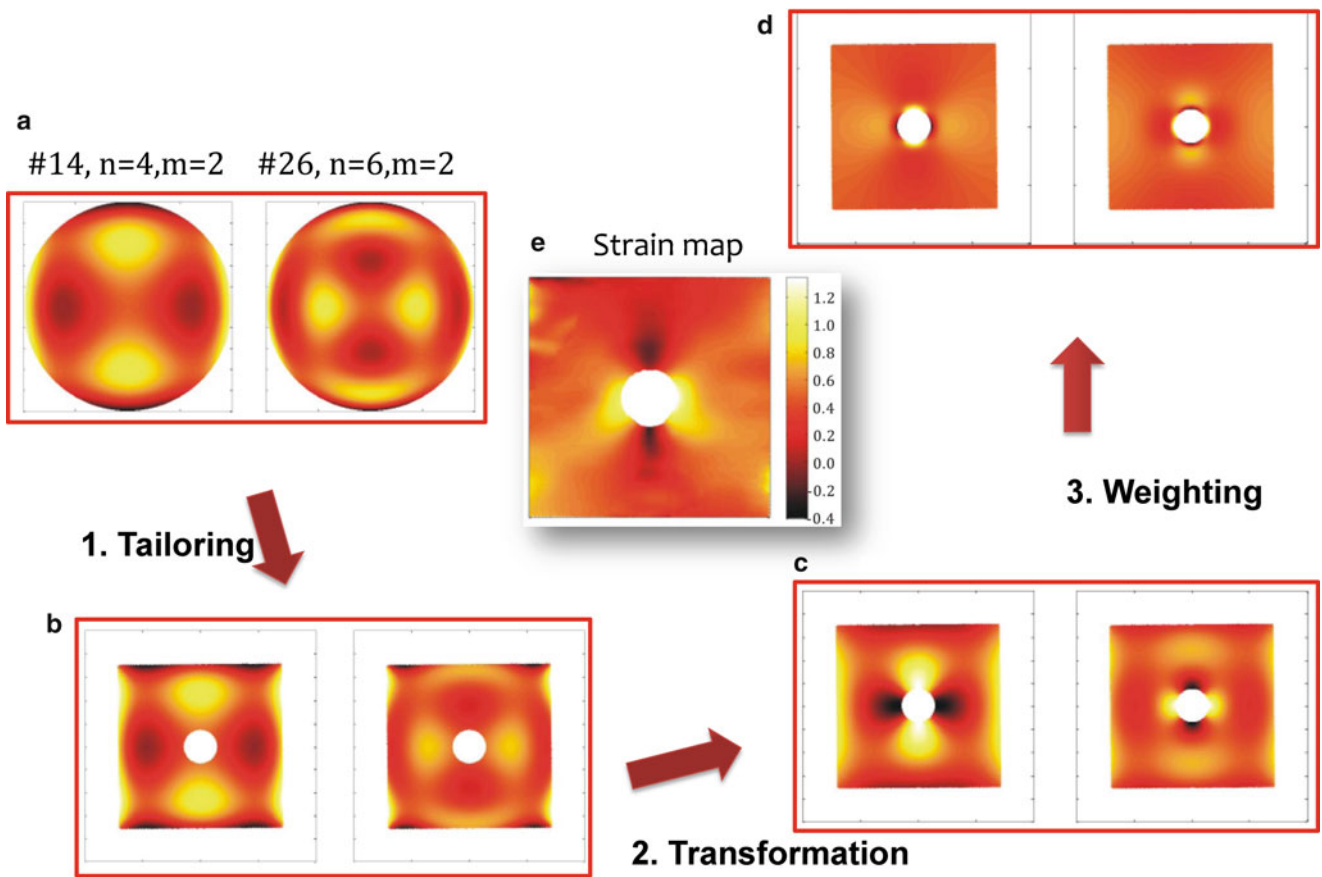 a
#14, n=4,m=2
#26, n=6,m=2
1. Tailoring
b
2. Transformation
c
3. Weighting
d
e
Strain map
1.2
1.0
0.8
0.6
0.4
0.2
0.0
-0.2
-0.4